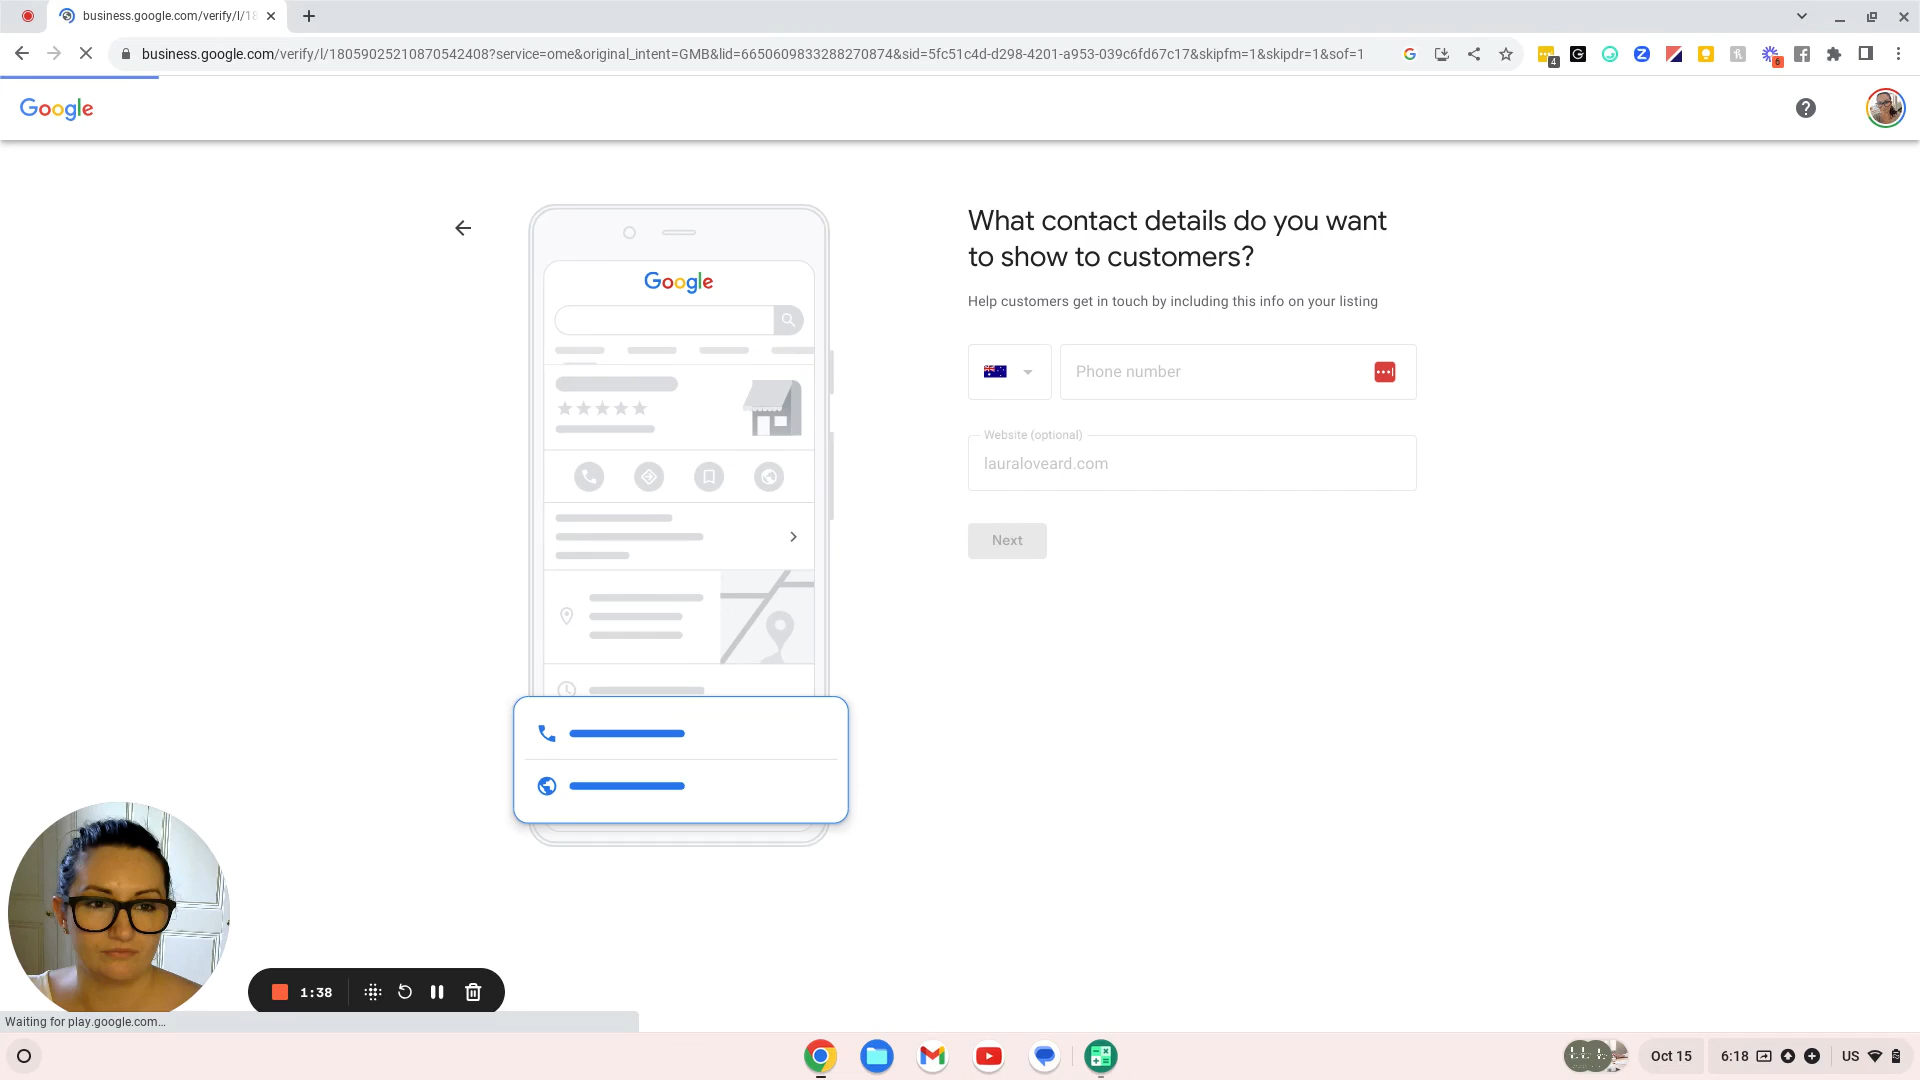 business.google.com/verify/l/18
business.google.com/verify/l/18059025210870542408?service=ome&original_intent=GMB&lid=6650609833288270874&sid=5fc51c4d-d298-4201-a953-039c6fd67c17&skipfm=1&skipdr=1&sof=1
4
6
Google
Google
What contact details do you want
to show to customers?
Help customers get in touch by including this info on your listing
Phone number
Website (optional)
lauraloveard.com
Next
1:38
Waiting for play.google.com...
Oct 15
6:18
US